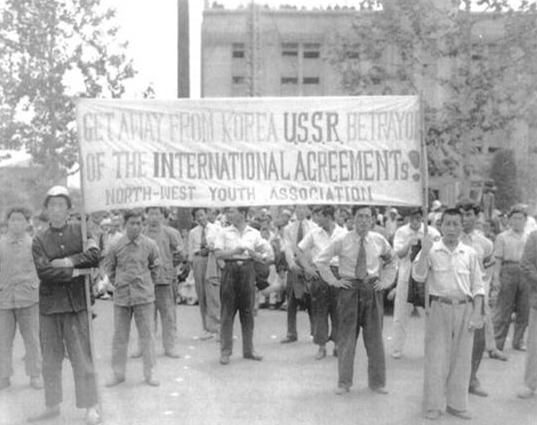 GET AWAY FROM KOREA U.S.S.R. BETRAYOR
OF THE INTERNATIONAL AGREEMENTs!
NORTH-WEST YOUTH ASSOCIATION